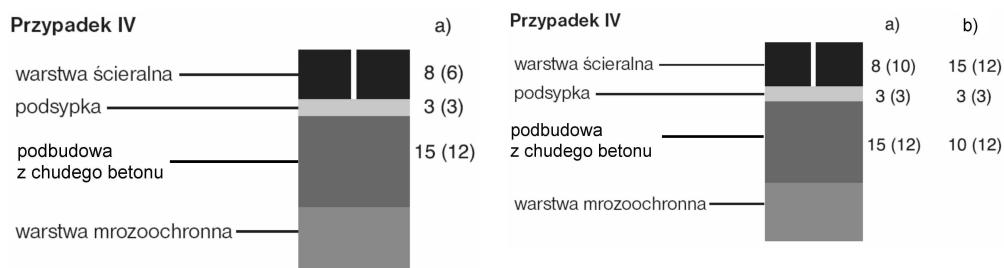 Przypadek IV a)
warstwa ścieralna 8 (6)
podsypka 3 (3)
podbudowa
z chudego betonu 15 (12)
warstwa mrozoochronna
Przypadek IV a) b)
warstwa ścieralna 8 (10) 15 (12)
podsypka 3 (3) 3 (3)
podbudowa
z chudego betonu 15 (12) 10 (12)
warstwa mrozoochronna